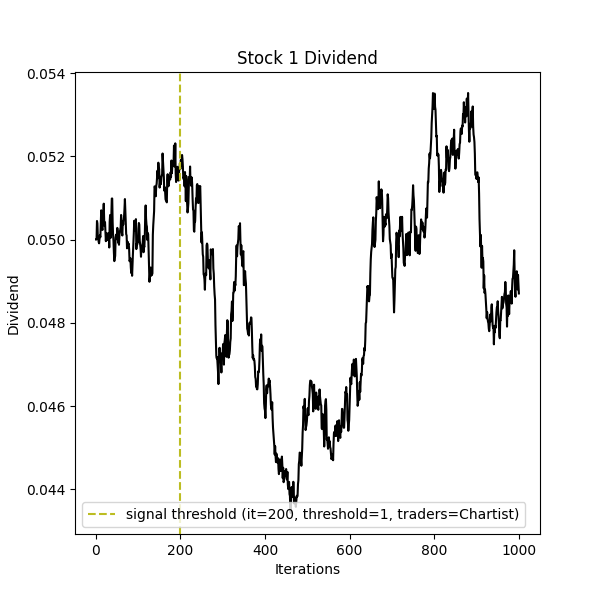 Stock 1 Dividend
0.054
0.052
0.050
0.048
0.046
0.044
Dividend
signal threshold (it=200, threshold=1, traders=Chartist)
0 200 400 600 800 1000
Iterations